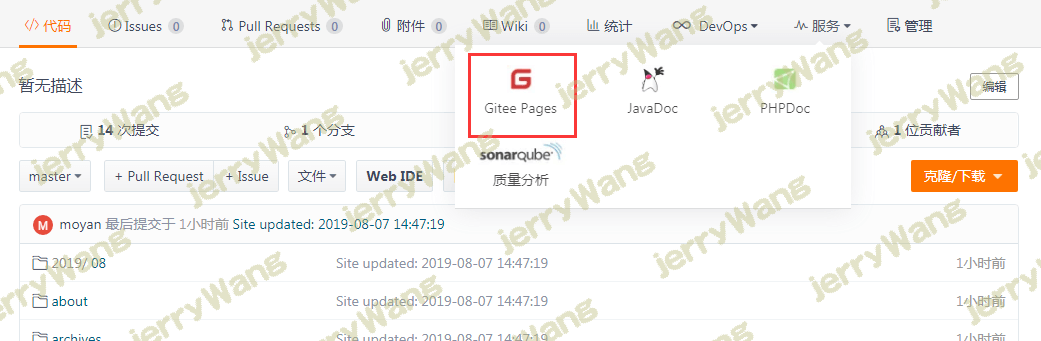 代码 Issues 0 Pull Requests 0 附件 0 Wiki 0 统计 DevOps 服务 管理
暂无描述 编辑
Gitee Pages JavaDoc PHPDoc
14 次提交 1 个分支 1 位贡献者
sonarqube
质量分析
master + Pull Request + Issue 文件 Web IDE 克隆/下载
M moyan 最后提交于 1小时前 Site updated: 2019-08-07 14:47:19
2019/08 Site updated: 2019-08-07 14:47:19 1小时前
about Site updated: 2019-08-07 14:47:19 1小时前
archives Site updated: 2019-08-07 14:47:19 1小时前
jerryWang